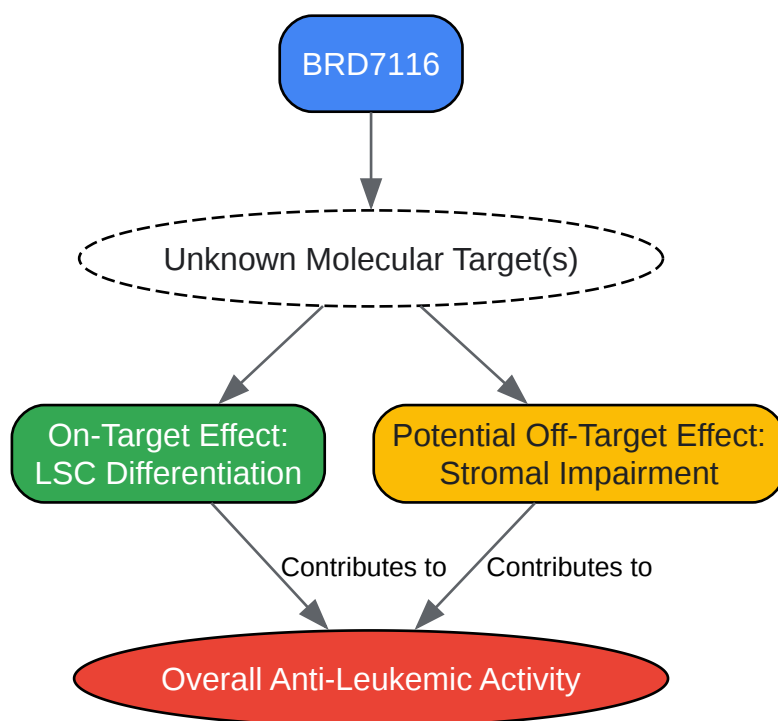 BRD7116
Unknown Molecular Target(s)
On-Target Effect:
LSC Differentiation
Potential Off-Target Effect:
Stromal Impairment
Contributes to
Contributes to
Overall Anti-Leukemic Activity